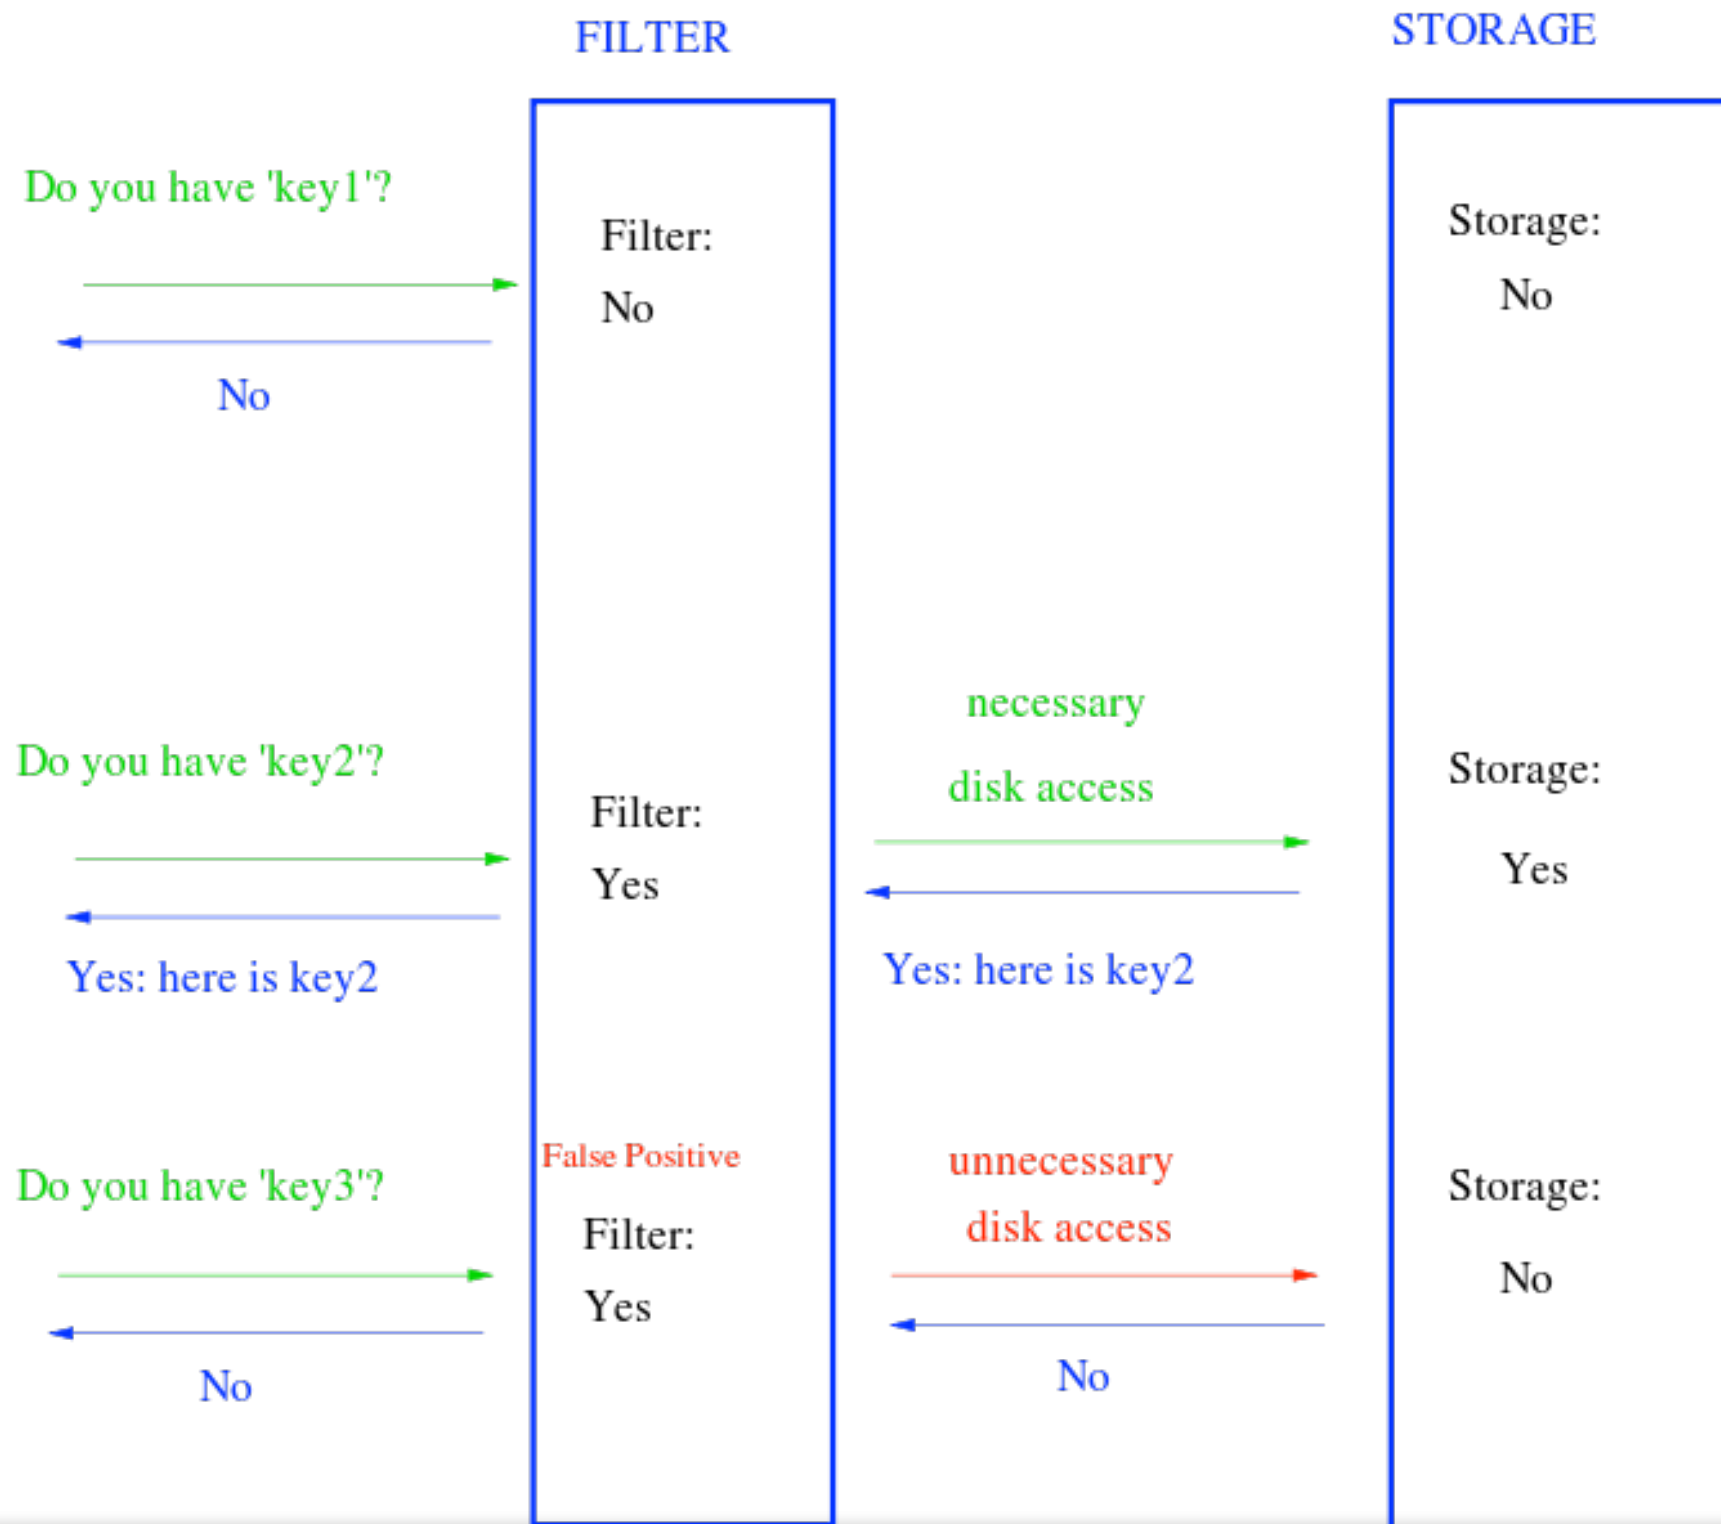 FILTER
STORAGE
Do you have 'key1'?
Filter:
No
Storage:
No
No
necessary
disk access
Do you have 'key2'?
Filter:
Yes
Storage:
Yes
Yes: here is key2
Yes: here is key2
False Positive
unnecessary
disk access
Do you have 'key3'?
Filter:
Yes
Storage:
No
No
No